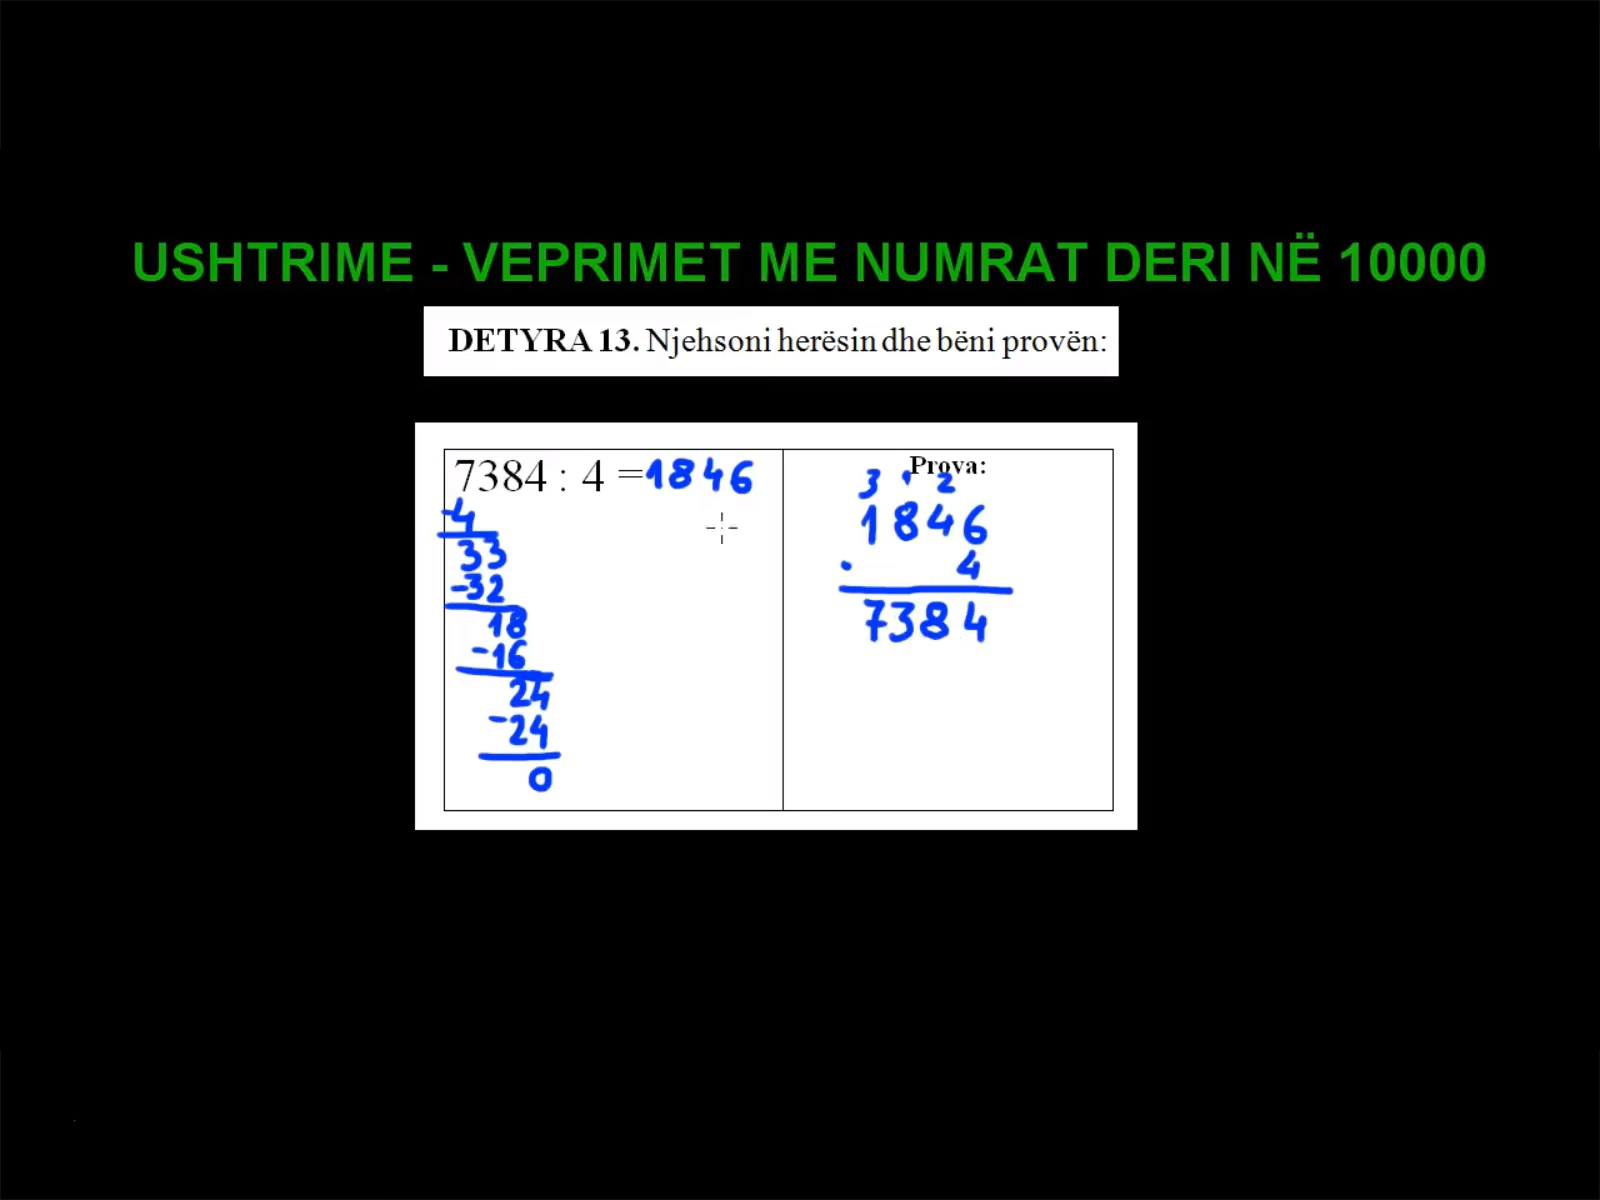 USHTRIME - VEPRIMET ME NUMRAT DERI NË 10000
DETYRA 13. Njehsoni herësin dhe bëni provën:
7384 : 4 =1846
-4
33
-32
18
-16
24
-24
0
Prova:
3 1 2
1846
· 4
7384